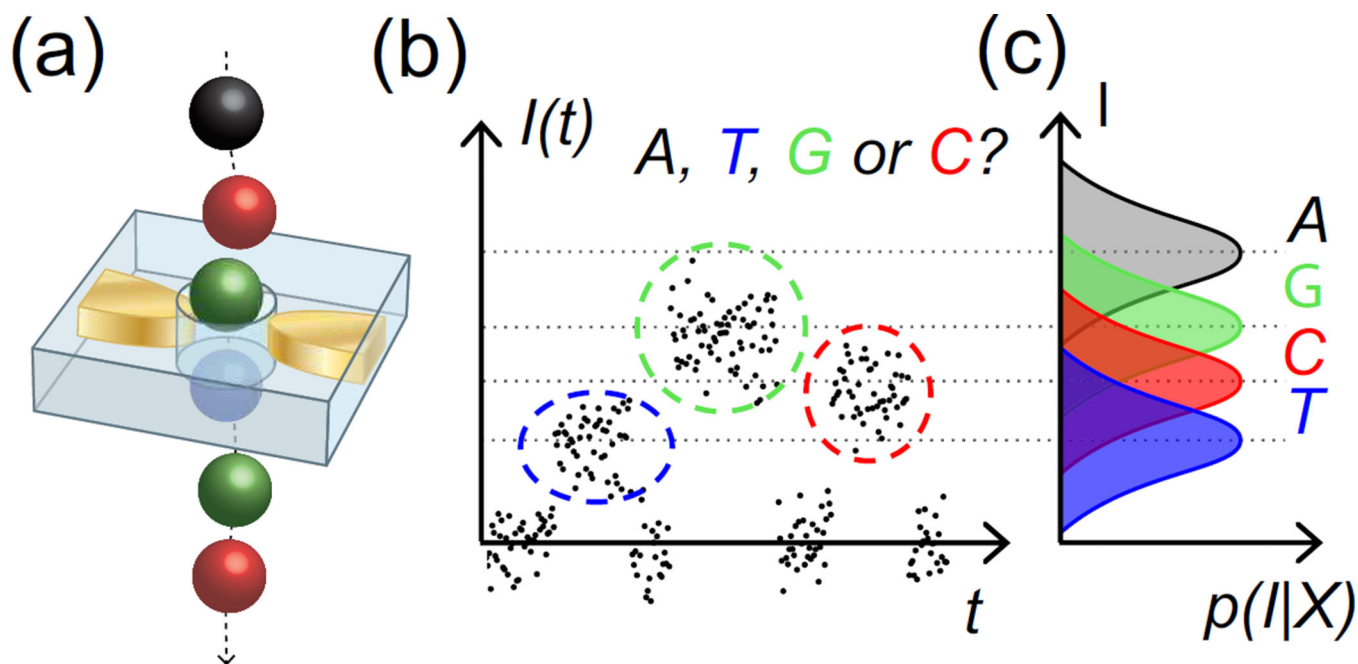 (a)
(b)
(c)
I(t)
A, T, G or C?
I
A
G
C
T
t
p(I|X)